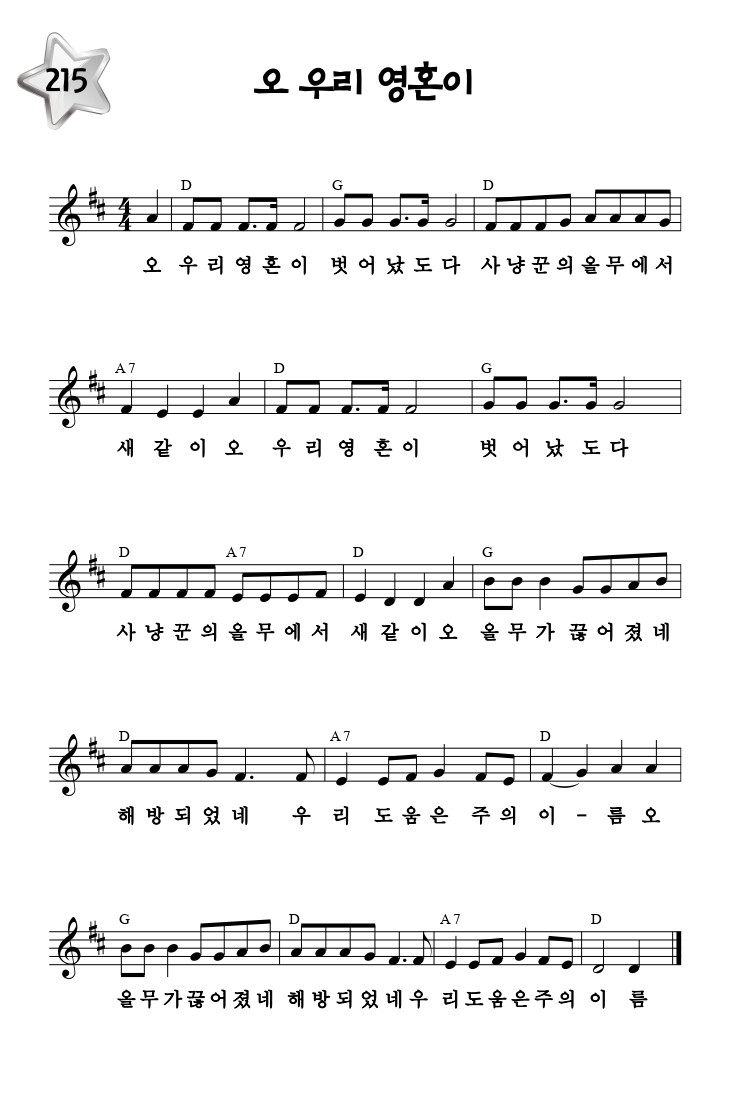 215
오 우리 영혼이
D G D
4
4
오 우 리 영 혼 이 벗 어 났 도 다 사 냥 꾼 의 올 무 에 서
A 7 D G
새 같 이 오 우 리 영 혼 이 벗 어 났 도 다
D A 7 D G
사 냥 꾼 의 올 무 에 서 새 같 이 오 올 무 가 끊 어 졌 네
D A 7 D
해 방 되 었 네 우 리 도 움 은 주 의 이 - 름 오
G D A 7 D
올 무 가 끊 어 졌 네 해 방 되 었 네 우 리 도 움 은 주 의 이 름